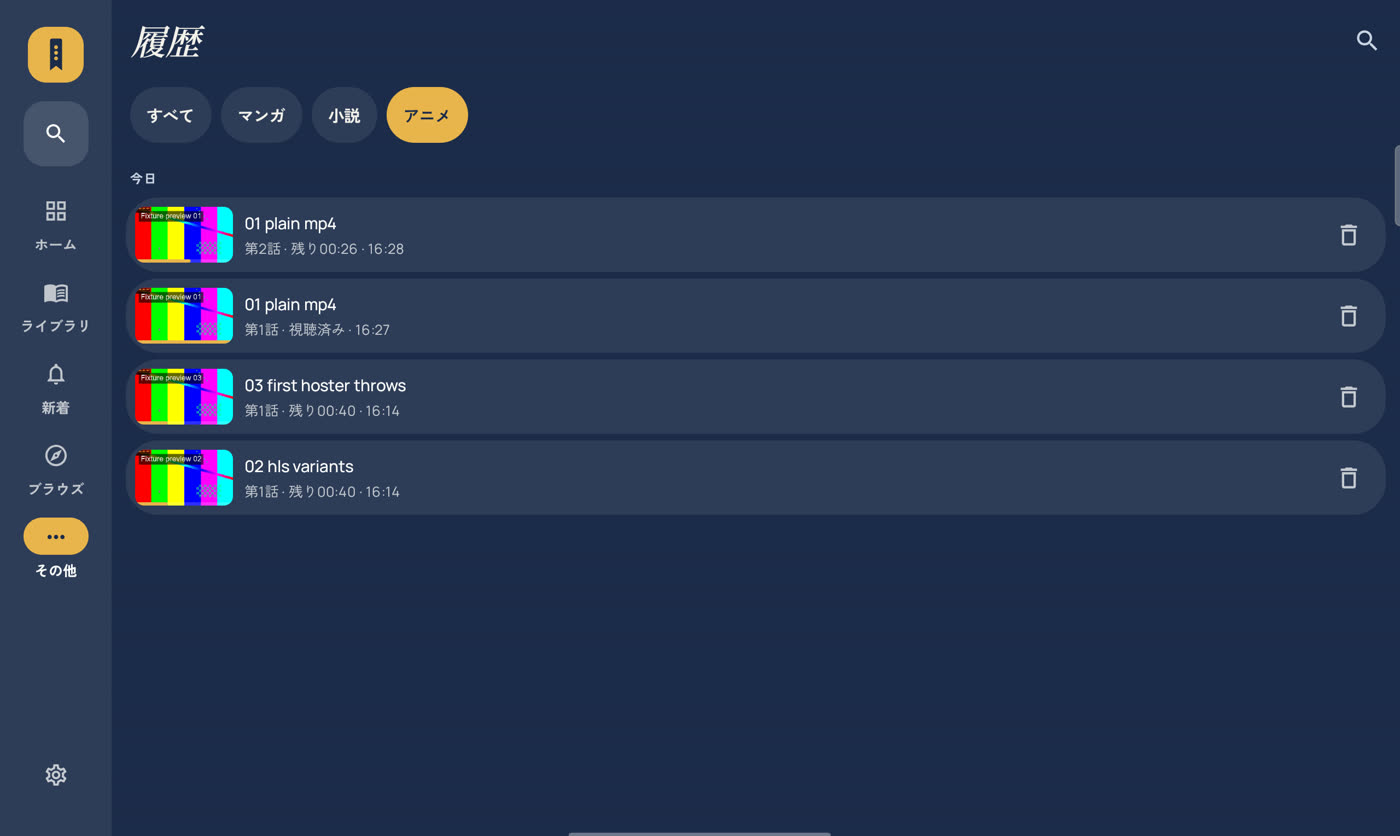 履歴
すべて
マンガ
小説
アニメ
今日
Fixture preview 01
01 plain mp4
第2話 · 残り00:26 · 16:28
Fixture preview 01
01 plain mp4
第1話 · 視聴済み · 16:27
Fixture preview 03
03 first hoster throws
第1話 · 残り00:40 · 16:14
Fixture preview 02
02 hls variants
第1話 · 残り00:40 · 16:14
ホーム
ライブラリ
新着
ブラウズ
その他